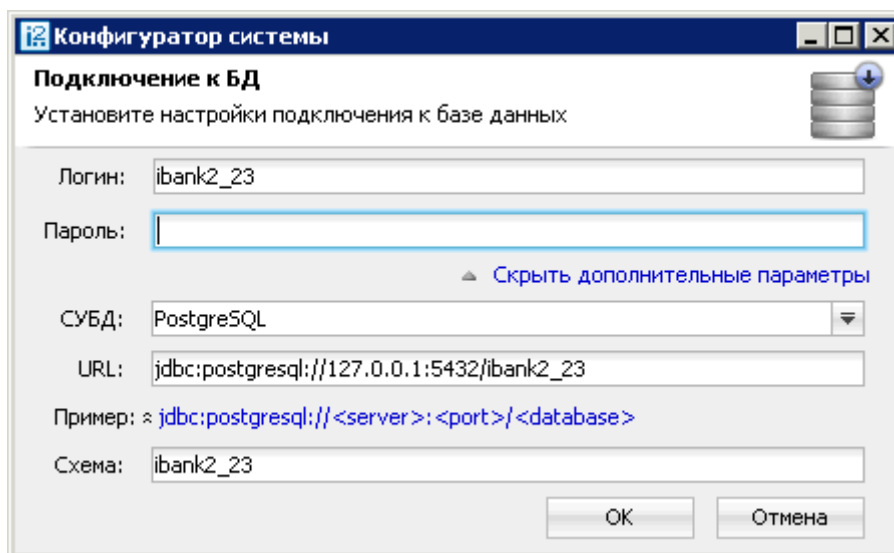 Конфигуратор системы
Подключение к БД
Установите настройки подключения к базе данных
Логин: ibank2_23
Пароль:
Скрыть дополнительные параметры
СУБД: PostgreSQL
URL: jdbc:postgresql://127.0.0.1:5432/ibank2_23
Пример: jdbc:postgresql://<server>:<port>/<database>
Схема: ibank2_23
OK Отмена